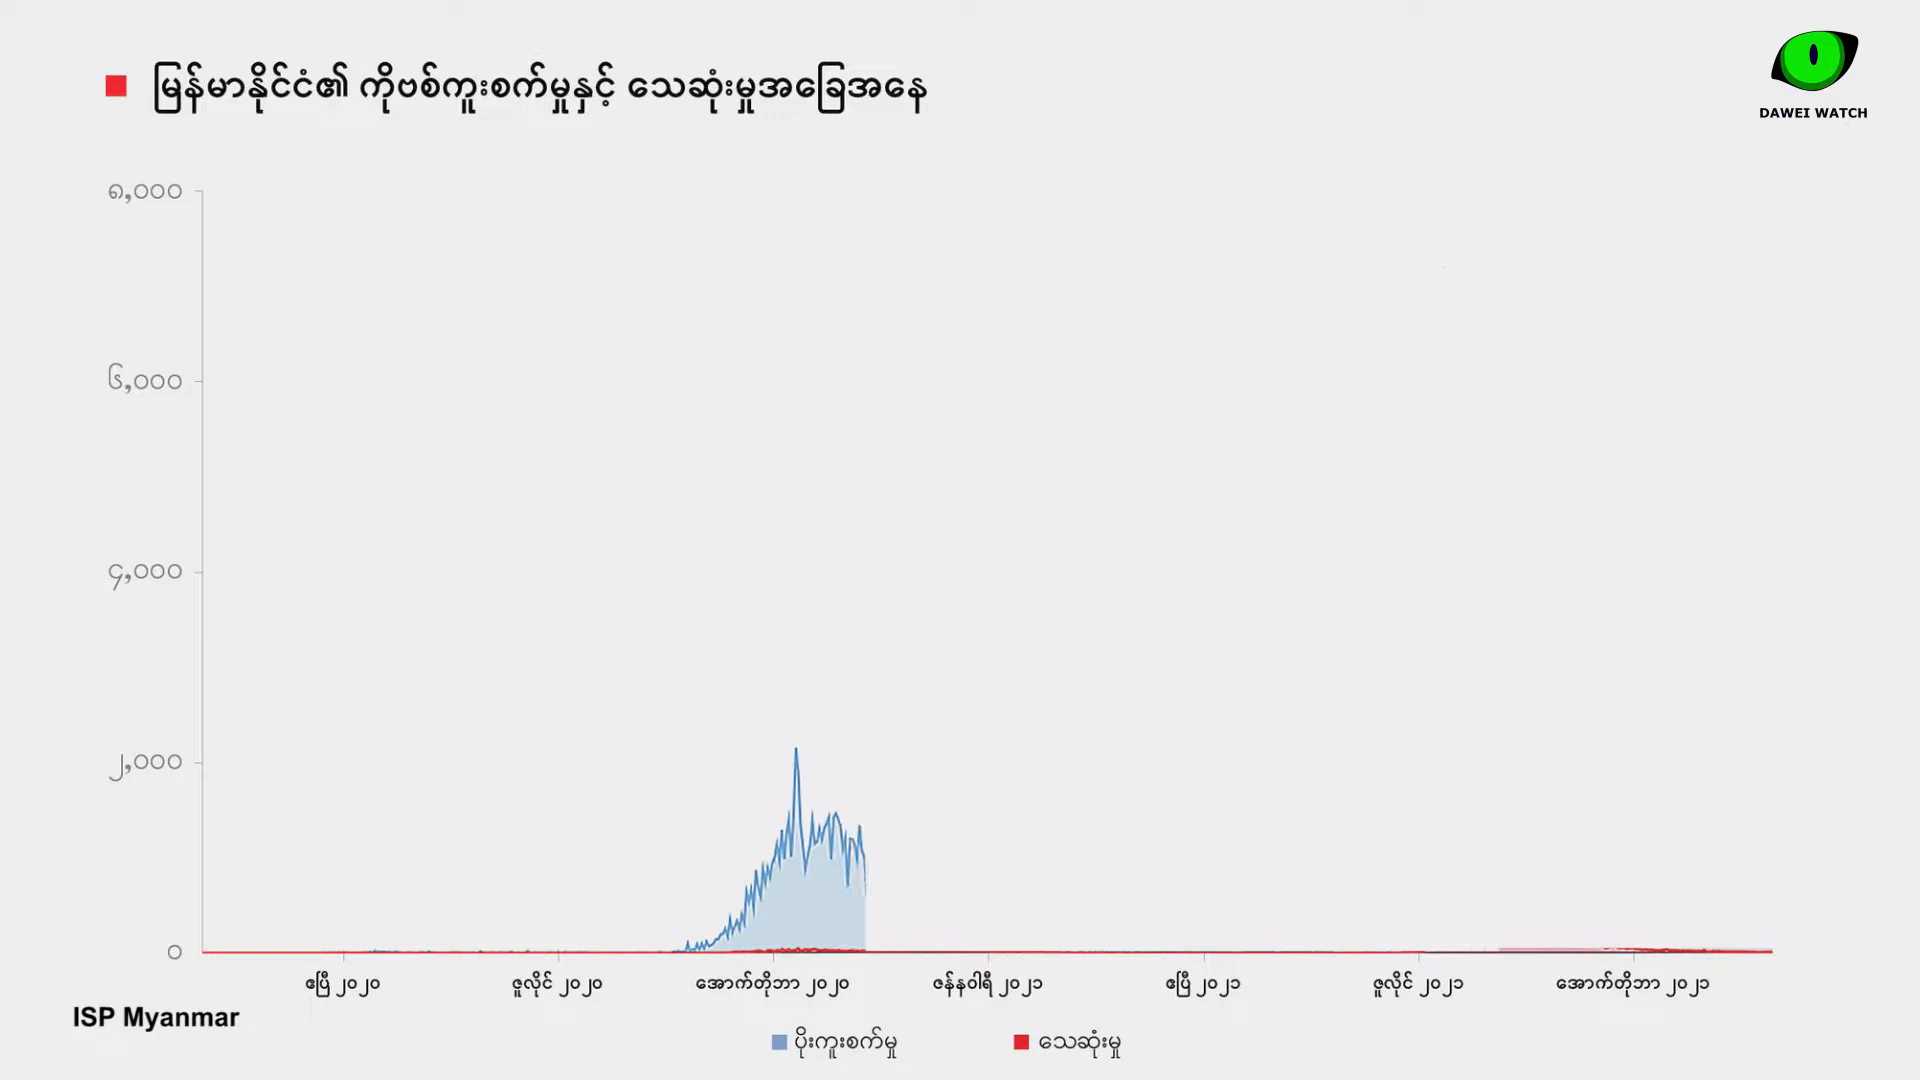 မြန်မာနိုင်ငံ၏ ကိုဗစ်ကူးစက်မှုနှင့် သေဆုံးမှုအခြေအနေ
DAWEI WATCH
၈,၀၀၀
၆,၀၀၀
၄,၀၀၀
၂,၀၀၀
၀
ဧပြီ ၂၀၂၀ ဇူလိုင် ၂၀၂၀ အောက်တိုဘာ ၂၀၂၀ ဇန်နဝါရီ ၂၀၂၁ ဧပြီ ၂၀၂၁ ဇူလိုင် ၂၀၂၁ အောက်တိုဘာ ၂၀၂၁
ISP Myanmar
ပိုးကူးစက်မှု သေဆုံးမှု